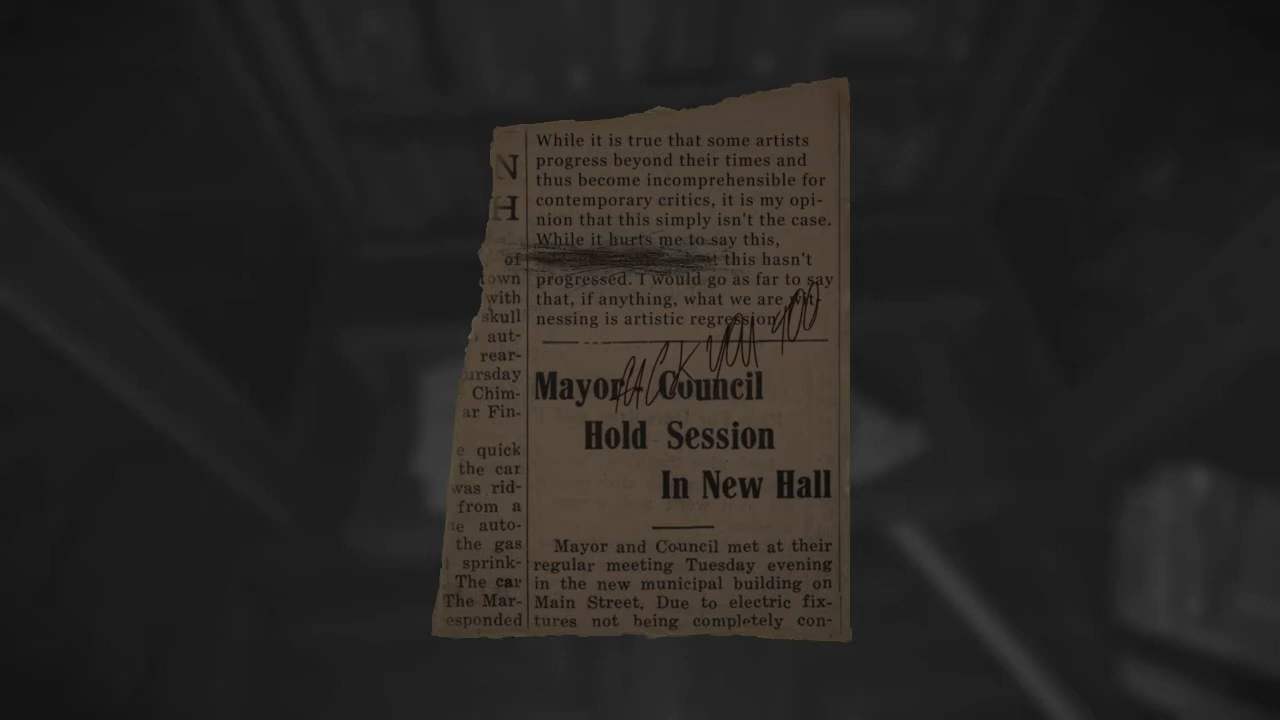 N
H
of
own
with
skull
aut-
rear-
ursday
Chim-
ar Fin-
e quick
the car
was rid-
from a
e auto-
the gas
sprink-
The car
The Mar-
esponded
While it is true that some artists
progress beyond their times and
thus become incomprehensible for
contemporary critics, it is my opi-
nion that this simply isn't the case.
While it hurts me to say this,
this hasn't
progressed. I would go as far to say
that, if anything, what we are wit-
nessing is artistic regression
FUCK YOU TOO
Mayor - Council
Hold Session
In New Hall
Mayor and Council met at their
regular meeting Tuesday evening
in the new municipal building on
Main Street. Due to electric fix-
tures not being completely con-